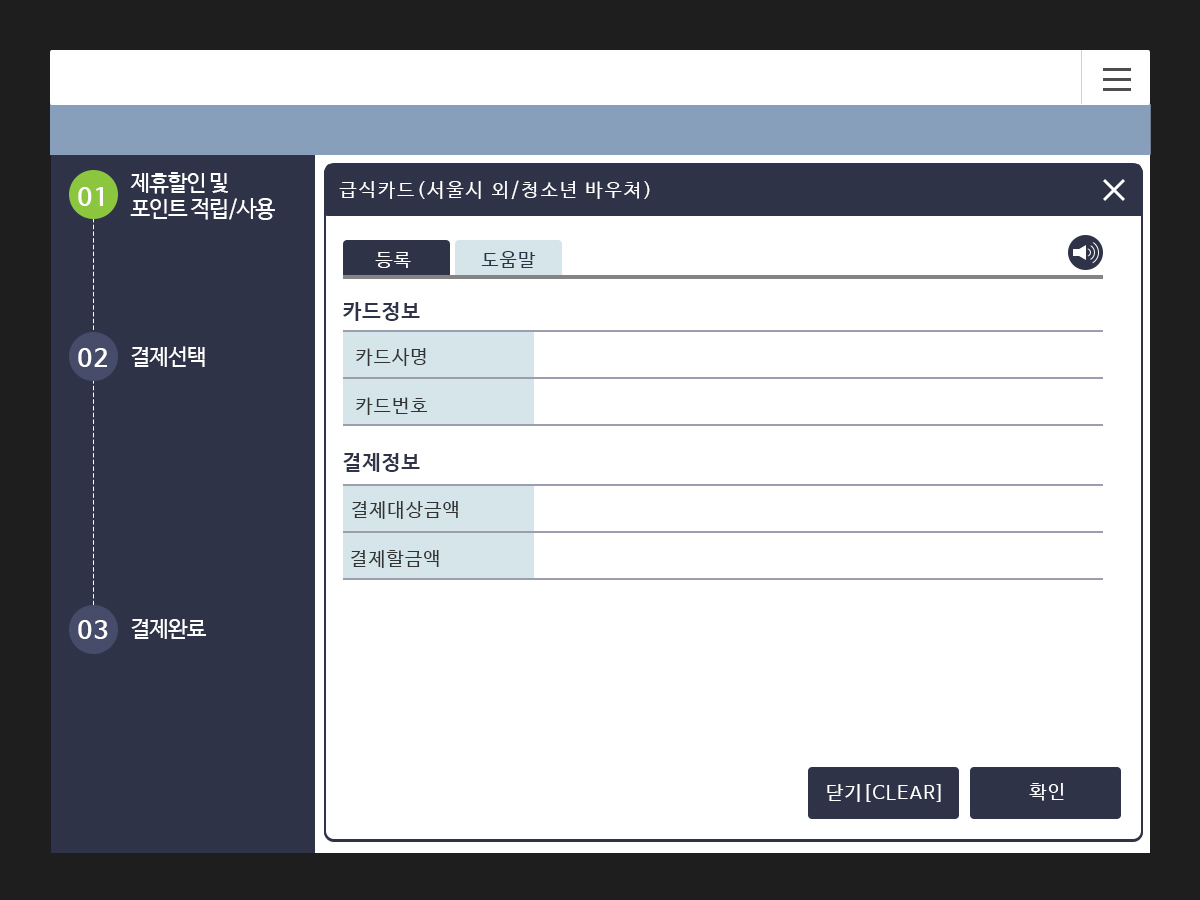 01 제휴할인 및
포인트 적립/사용
02 결제선택
03 결제완료
급식카드(서울시 외/청소년 바우쳐)
등록 도움말
카드정보
카드사명
카드번호
결제정보
결제대상금액
결제할금액
닫기[CLEAR] 확인